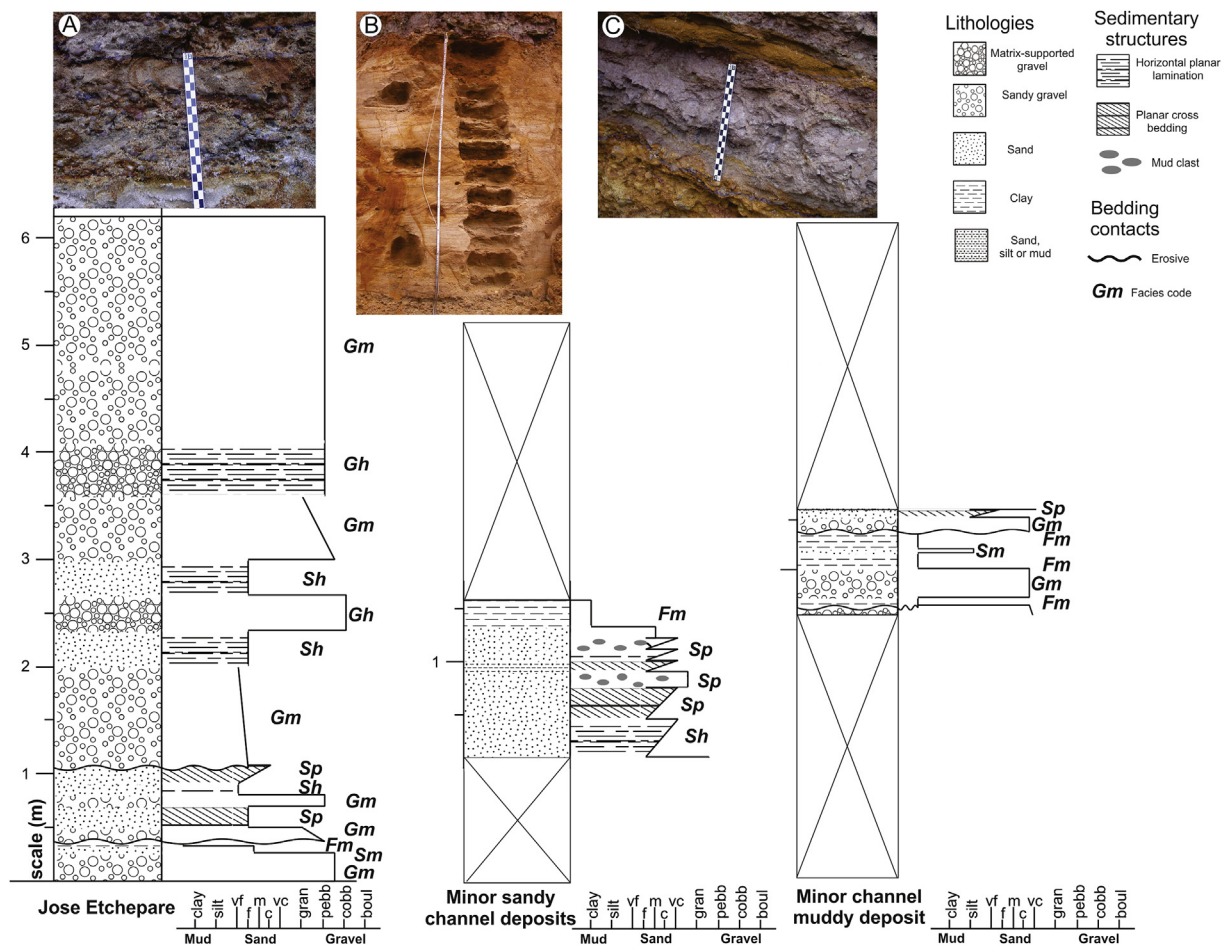 A
B
C
Lithologies
Matrix-supported
gravel
Sandy gravel
Sand
Clay
Sand,
silt or mud
Sedimentary
structures
Horizontal planar
lamination
Planar cross
bedding
Mud clast
Bedding
contacts
Erosive
Gm Facies code
6
5
4
3
2
1
scale (m)
Gm
Gh
Gm
Sh
Gh
Sh
Gm
Sp
Sh
Gm
Sp
Gm
Fm
Sm
Gm
Jose Etchepare
clay
silt
vf
f
m
c
vc
gran
pebb
cobb
boul
Mud Sand Gravel
1
Fm
Sp
Sp
Sp
Sh
Minor sandy
channel deposits
clay
silt
vf
f
m
c
vc
gran
pebb
cobb
boul
Mud Sand Gravel
Sp
Gm
Fm
Sm
Fm
Gm
Fm
Minor channel
muddy deposit
clay
silt
vf
f
m
c
vc
gran
pebb
cobb
boul
Mud Sand Gravel